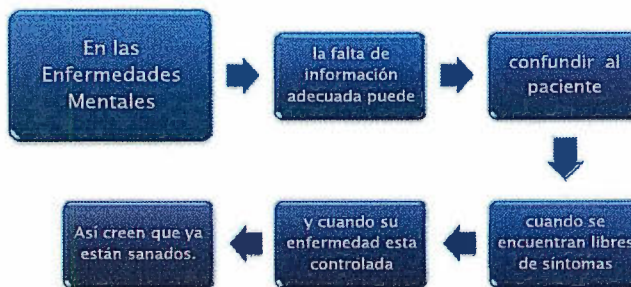 En las
Enfermedades
Mentales
la falta de
información
adecuada puede
confundir al
paciente
cuando se
encuentran libres
de síntomas
y cuando su
enfermedad esta
controlada
Así creen que ya
están sanados.